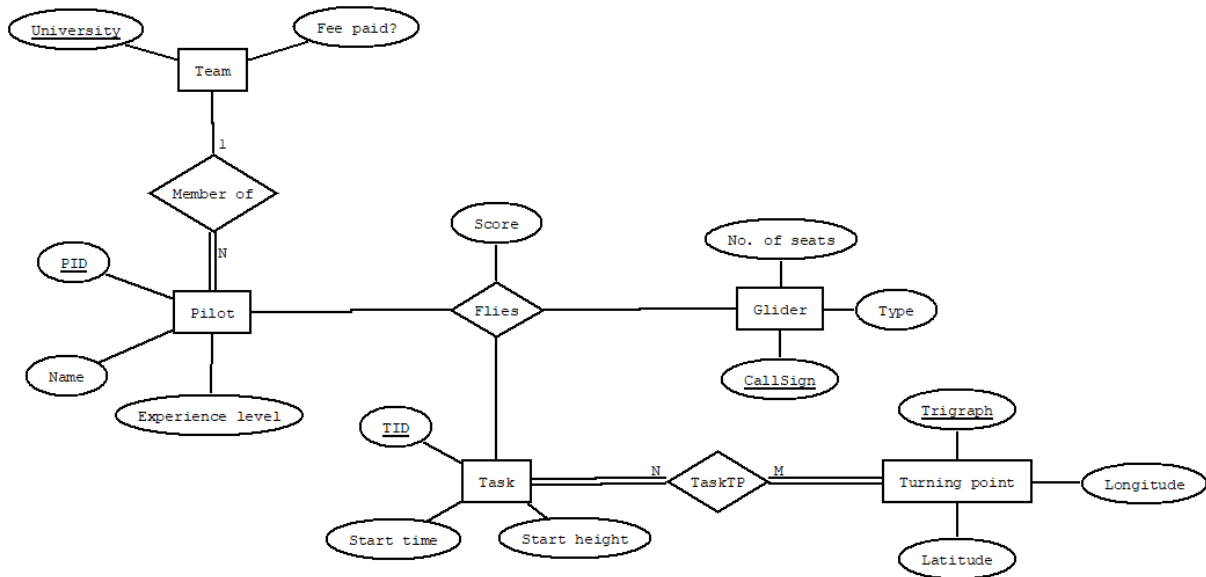 University
Fee paid?
Team
1
Member of
N
Score
No. of seats
PID
Pilot
Flies
Glider
Type
Name
CallSign
Experience level
Trigraph
TID
N
M
Task
TaskTP
Turning point
Longitude
Start time
Start height
Latitude